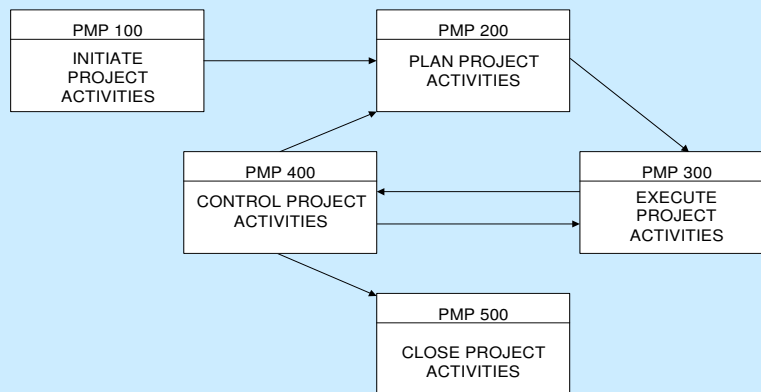 PMP 100
INITIATE
PROJECT
ACTIVITIES
PMP 200
PLAN PROJECT
ACTIVITIES
PMP 400
CONTROL PROJECT
ACTIVITIES
PMP 300
EXECUTE
PROJECT
ACTIVITIES
PMP 500
CLOSE PROJECT
ACTIVITIES